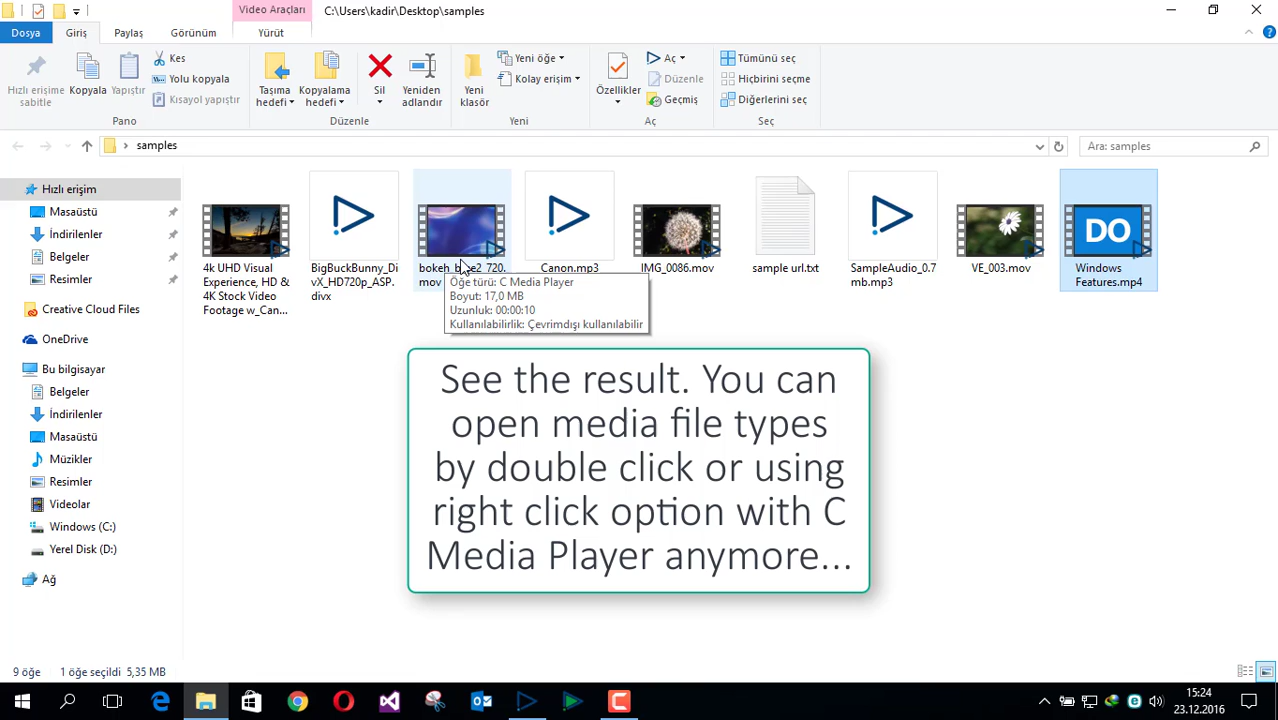 Video Araçları
C:\Users\kadir\Desktop\samples
Dosya
Giriş
Paylaş
Görünüm
Yürüt
Hızlı erişime
sabitle
Kopyala
Yapıştır
Kes
Yolu kopyala
Kısayol yapıştır
Pano
Taşıma
hedefi
Kopyalama
hedefi
Sil
Yeniden
adlandır
Düzenle
Yeni
klasör
Yeni öğe
Kolay erişim
Yeni
Özellikler
Aç
Düzenle
Geçmiş
Aç
Tümünü seç
Hiçbirini seçme
Diğerlerini seç
Seç
samples
Ara: samples
Hızlı erişim
Masaüstü
İndirilenler
Belgeler
Resimler
Creative Cloud Files
OneDrive
Bu bilgisayar
Belgeler
İndirilenler
Masaüstü
Müzikler
Resimler
Videolar
Windows (C:)
Yerel Disk (D:)
Ağ
4k UHD Visual
Experience, HD &
4K Stock Video
Footage w_Can...
BigBuckBunny_Di
vX_HD720p_ASP.
divx
720.
mov
Canon.mp3
IMG_0086.mov
sample url.txt
SampleAudio_0.7
mb.mp3
VE_003.mov
DO
Windows
Features.mp4
Öğe türü: C Media Player
Boyut: 17,0 MB
Uzunluk: 00:00:10
Kullanılabilirlik: Çevrimdışı kullanılabilir
See the result. You can
open media file types
by double click or using
right click option with C
Media Player anymore...
9 öğe
1 öğe seçildi 5,35 MB
15:24
23.12.2016